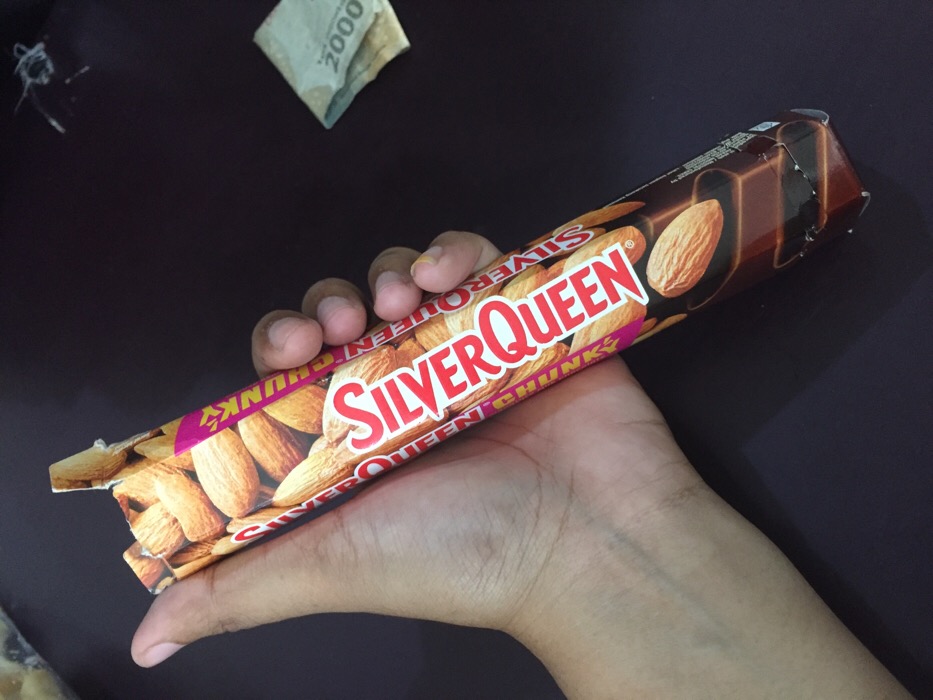 2000
SILVERQUEEN
CHUNKY
SILVERQUEEN®
SILVERQUEEN CHUNKY